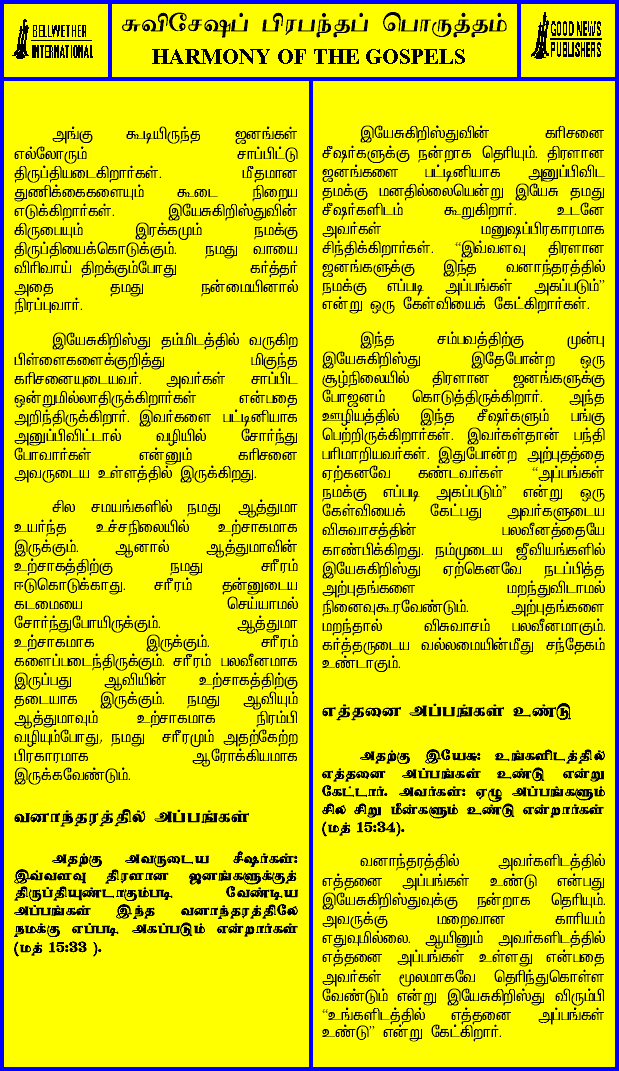 BELLWETHER
INTERNATIONAL
சுவிசேஷப் பிரபந்தப் பொருத்தம்
HARMONY OF THE GOSPELS
GOOD NEWS
PUBLISHERS
அங்கு கூடியிருந்த ஜனங்கள்
எல்லோரும் சாப்பிட்டு
திருப்தியடைகிறார்கள். மீதமான
துணிக்கைகளையும் கூடை நிறைய
எடுக்கிறார்கள். இயேசுகிறிஸ்துவின்
கிருபையும் இரக்கமும் நமக்கு
திருப்தியைக்கொடுக்கும். நமது வாயை
விரிவாய் திறக்கும்போது கர்த்தர்
அதை தமது நன்மையினால்
நிரப்புவார்.
இயேசுகிறிஸ்து தம்மிடத்தில் வருகிற
பிள்ளைகளைக்குறித்து மிகுந்த
கரிசனையுடையவர். அவர்கள் சாப்பிட
ஒன்றுமில்லாதிருக்கிறார்கள் என்பதை
அறிந்திருக்கிறார். இவர்களை பட்டினியாக
அனுப்பிவிட்டால் வழியில் சோர்ந்து
போவார்கள் என்னும் கரிசனை
அவருடைய உள்ளத்தில் இருக்கிறது.
சில சமயங்களில் நமது ஆத்துமா
உயர்ந்த உச்சநிலையில் உற்சாகமாக
இருக்கும். ஆனால் ஆத்துமாவின்
உற்சாகத்திற்கு நமது சரீரம்
ஈடுகொடுக்காது. சரீரம் தன்னுடைய
கடமையை செய்யாமல்
சோர்ந்துபோயிருக்கும். ஆத்துமா
உற்சாகமாக இருக்கும். சரீரம்
களைப்படைந்திருக்கும். சரீரம் பலவீனமாக
இருப்பது ஆவியின் உற்சாகத்திற்கு
தடையாக இருக்கும். நமது ஆவியும்
ஆத்துமாவும் உற்சாகமாக நிரம்பி
வழியும்போது, நமது சரீரமும் அதற்கேற்ற
பிரகாரமாக ஆரோக்கியமாக
இருக்கவேண்டும்.
வனாந்தரத்தில் அப்பங்கள்
அதற்கு அவருடைய சீஷர்கள்:
இவ்வளவு திரளான ஜனங்களுக்குத்
திருப்தியுண்டாகும்படி, வேண்டிய
அப்பங்கள் இந்த வனாந்தரத்திலே
நமக்கு எப்படி அகப்படும் என்றார்கள்
(மத் 15:33 ).
இயேசுகிறிஸ்துவின் கரிசனை
சீஷர்களுக்கு நன்றாக தெரியும். திரளான
ஜனங்களை பட்டினியாக அனுப்பிவிட
தமக்கு மனதில்லையென்று இயேசு தமது
சீஷர்களிடம் கூறுகிறார். உடனே
அவர்கள் மனுஷப்பிரகாரமாக
சிந்திக்கிறார்கள். “இவ்வளவு திரளான
ஜனங்களுக்கு இந்த வனாந்தரத்தில்
நமக்கு எப்படி அப்பங்கள் அகப்படும்”
என்று ஒரு கேள்வியைக் கேட்கிறார்கள்.
இந்த சம்பவத்திற்கு முன்பு
இயேசுகிறிஸ்து இதேபோன்ற ஒரு
சூழ்நிலையில் திரளான ஜனங்களுக்கு
போஜனம் கொடுத்திருக்கிறார். அந்த
ஊழியத்தில் இந்த சீஷர்களும் பங்கு
பெற்றிருக்கிறார்கள். இவர்கள்தான் பந்தி
பரிமாறியவர்கள். இதுபோன்ற அற்புதத்தை
ஏற்கனவே கண்டவர்கள் “அப்பங்கள்
நமக்கு எப்படி அகப்படும்” என்று ஒரு
கேள்வியைக் கேட்பது அவர்களுடைய
விசுவாசத்தின் பலவீனத்தையே
காண்பிக்கிறது. நம்முடைய ஜீவியங்களில்
இயேசுகிறிஸ்து ஏற்கெனவே நடப்பித்த
அற்புதங்களை மறந்துவிடாமல்
நினைவுகூரவேண்டும். அற்புதங்களை
மறந்தால் விசுவாசம் பலவீனமாகும்.
கர்த்தருடைய வல்லமையின்மீது சந்தேகம்
உண்டாகும்.
எத்தனை அப்பங்கள் உண்டு
அதற்கு இயேசு: உங்களிடத்தில்
எத்தனை அப்பங்கள் உண்டு என்று
கேட்டார். அவர்கள்: ஏழு அப்பங்களும்
சில சிறு மீன்களும் உண்டு என்றார்கள்
(மத் 15:34).
வனாந்தரத்தில் அவர்களிடத்தில்
எத்தனை அப்பங்கள் உண்டு என்பது
இயேசுகிறிஸ்துவுக்கு நன்றாக தெரியும்.
அவருக்கு மறைவான காரியம்
எதுவுமில்லை. ஆயினும் அவர்களிடத்தில்
எத்தனை அப்பங்கள் உள்ளது என்பதை
அவர்கள் மூலமாகவே தெரிந்துகொள்ள
வேண்டும் என்று இயேசுகிறிஸ்து விரும்பி
“உங்களிடத்தில் எத்தனை அப்பங்கள்
உண்டு” என்று கேட்கிறார்.